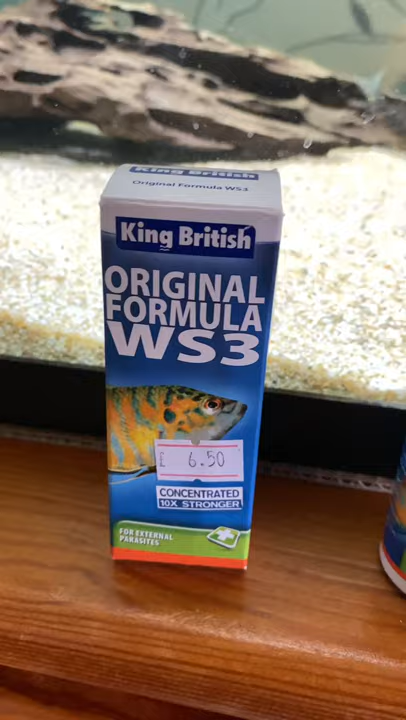 King British
Original Formula WS3
King British
ORIGINAL
FORMULA
WS3
£ 6.50
CONCENTRATED
10X STRONGER
FOR EXTERNAL
PARASITES